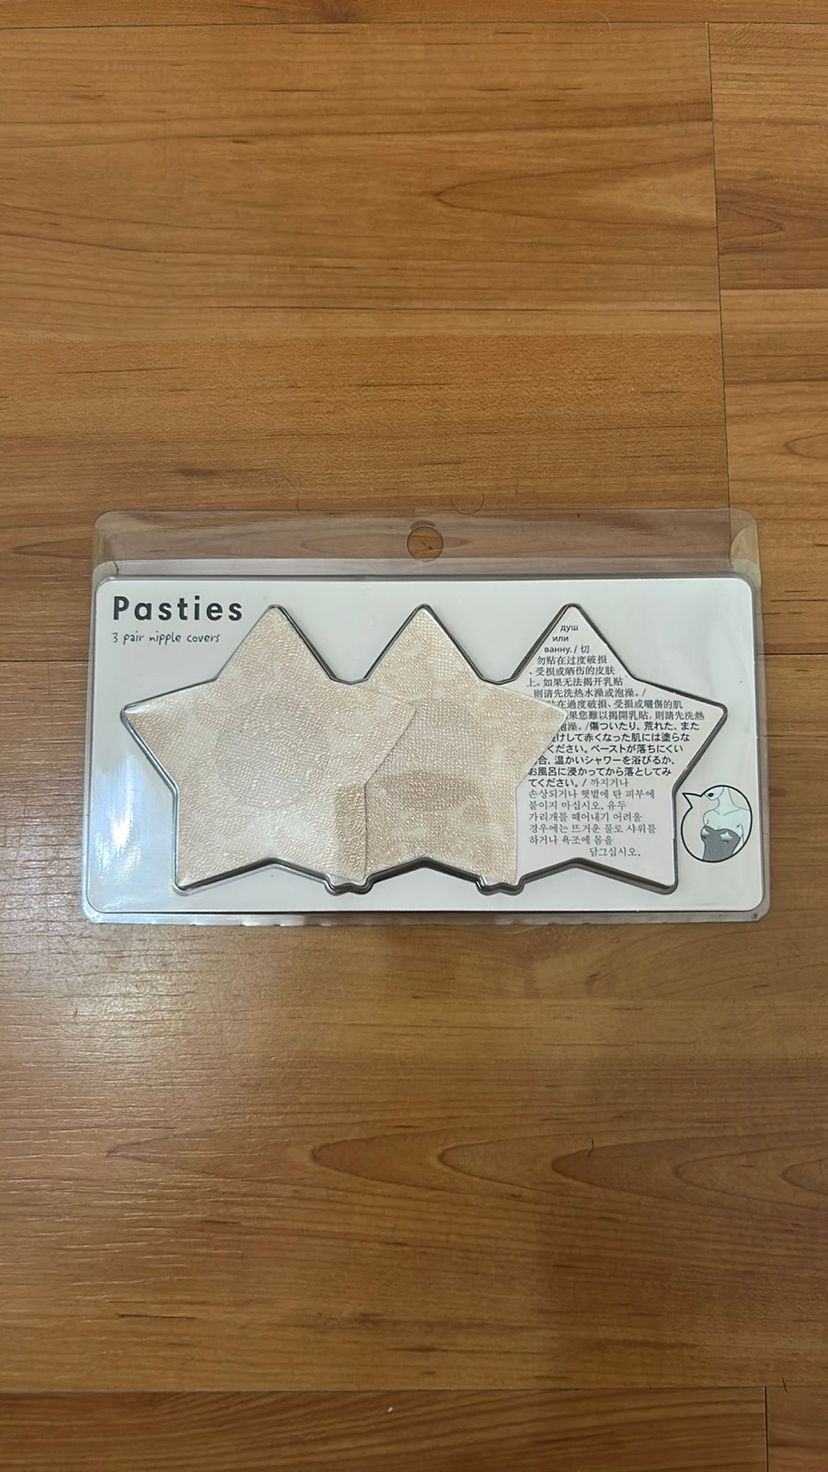 Pasties
3 pair nipple covers
душ
или
ванну. / 切
勿贴在过度破損
、受损或晒伤的皮肤
上。如果无法揭开乳贴
则请先洗热水澡或泡澡。/
貼在過度破損、受損或曬傷的肌
果您難以揭開乳貼, 則請先洗熱
泡澡。/傷ついたり、荒れた、また
けして赤くなった肌には塗らな
ください。ペーストが落ちにくい
合、温かいシャワーを浴びるか、
お風呂に浸かってから落としてみ
てください。/ 까지거나
손상되거나 햇볕에 탄 피부에
붙이지 마십시오. 유두
가리개를 떼어내기 어려울
경우에는 뜨거운 물로 샤워를
하거나 욕조에 몸을
담그십시오.